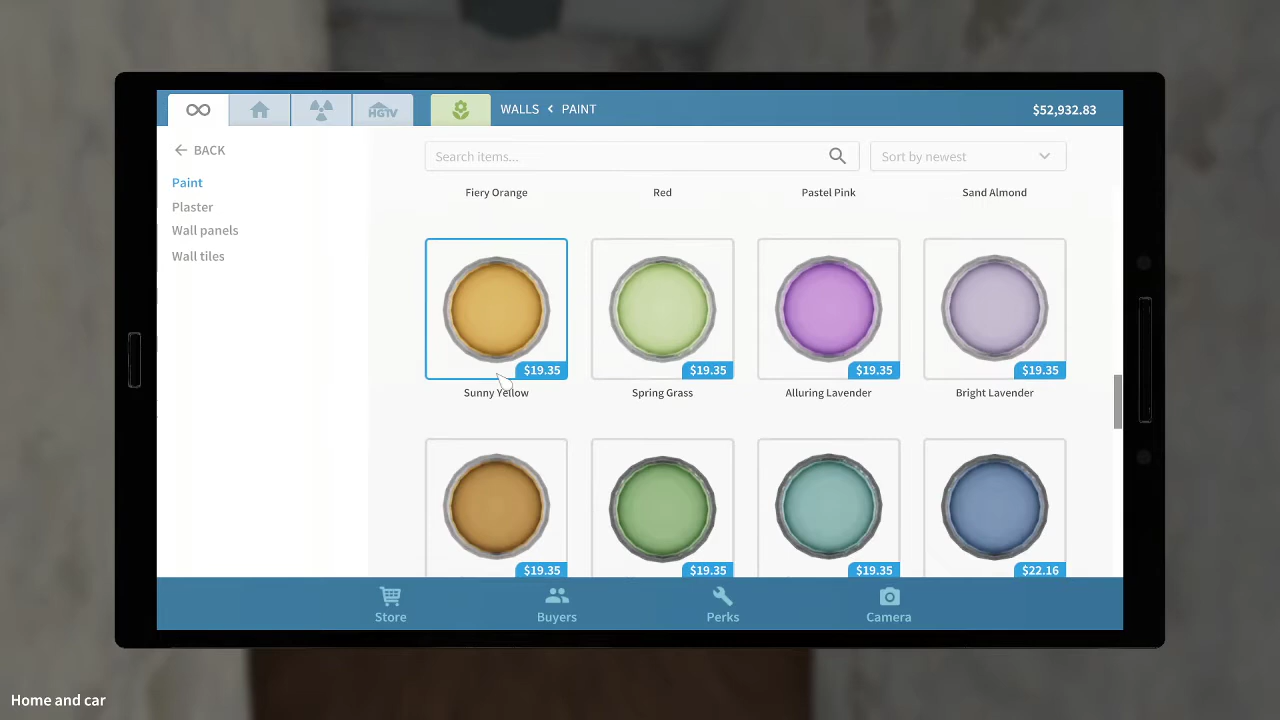 HGTV
WALLS < PAINT
$52,932.83
BACK
Paint
Plaster
Wall panels
Wall tiles
Search items...
Sort by newest
Fiery Orange
Red
Pastel Pink
Sand Almond
$19.35
$19.35
$19.35
$19.35
Sunny Yellow
Spring Grass
Alluring Lavender
Bright Lavender
$19.35
$19.35
$19.35
$22.16
Store
Buyers
Perks
Camera
Home and car